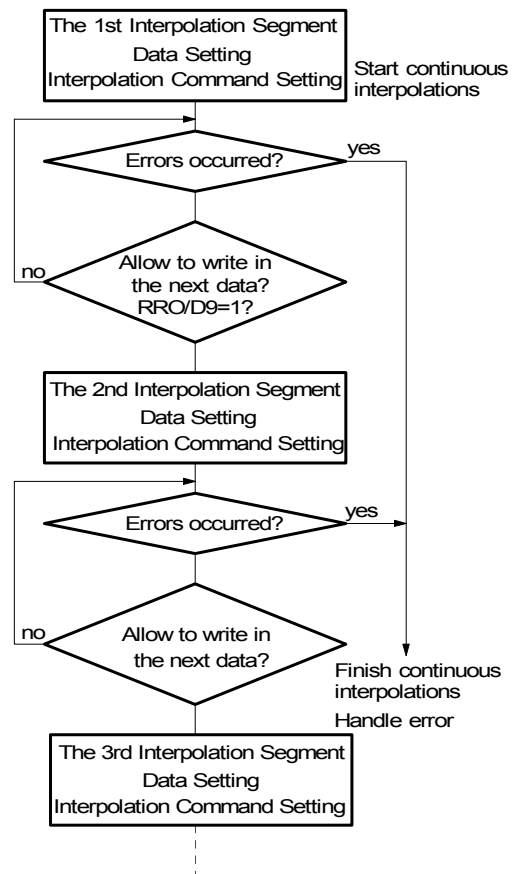 The 1st Interpolation Segment
Data Setting
Interpolation Command Setting
Start continuous
interpolations
Errors occurred?
yes
no
Allow to write in
the next data?
RRO/D9=1?
The 2nd Interpolation Segment
Data Setting
Interpolation Command Setting
Errors occurred?
yes
no
Allow to write in
the next data?
Finish continuous
interpolations
Handle error
The 3rd Interpolation Segment
Data Setting
Interpolation Command Setting